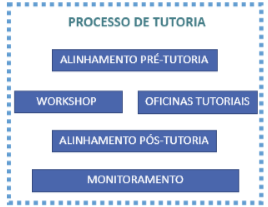 PROCESSO DE TUTORIA
ALINHAMENTO PRÉ-TUTORIA
WORKSHOP
OFICINAS TUTORIAIS
ALINHAMENTO PÓS-TUTORIA
MONITORAMENTO